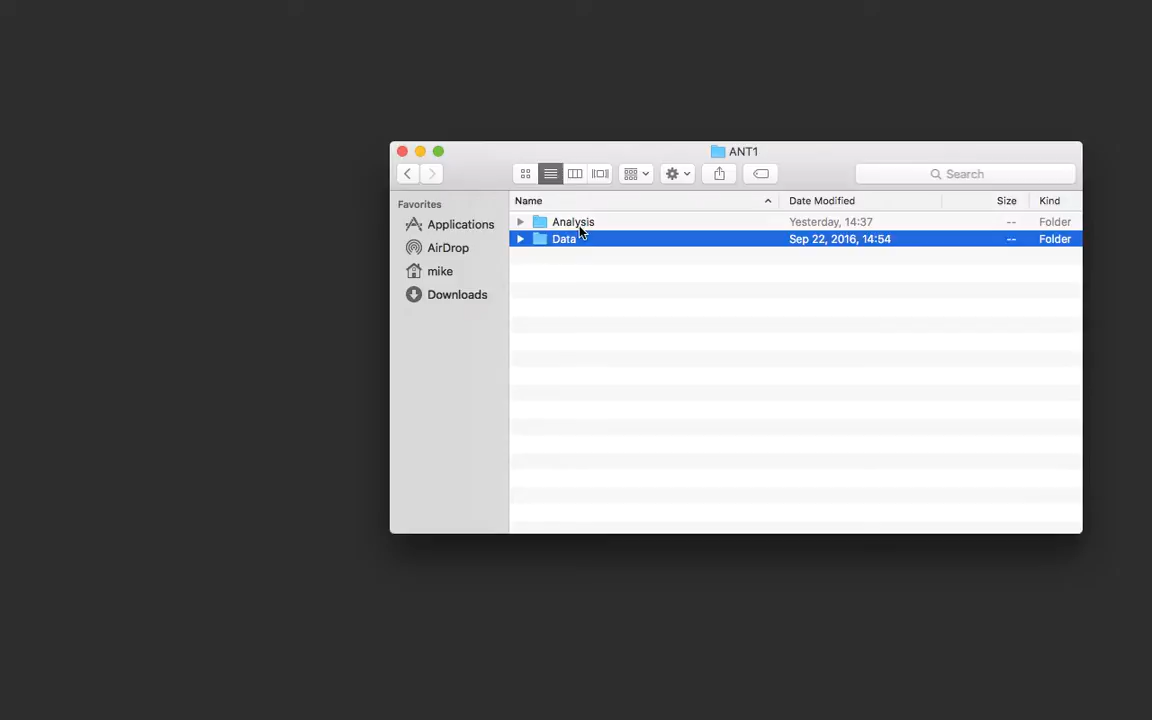 ANT1
Search
Favorites
Applications
AirDrop
mike
Downloads
Name Date Modified Size Kind
Analysis Yesterday, 14:37 -- Folder
Data Sep 22, 2016, 14:54 -- Folder